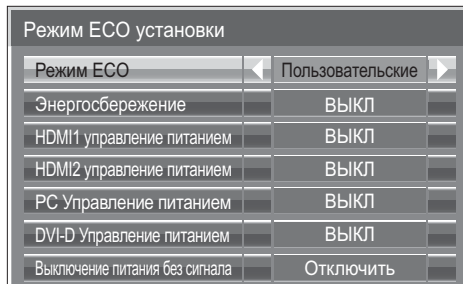 Режим ECO установки
Режим ECO Пользовательские
Энергосбережение ВЫКЛ
HDMI1 управление питанием ВЫКЛ
HDMI2 управление питанием ВЫКЛ
PC Управление питанием ВЫКЛ
DVI-D Управление питанием ВЫКЛ
Выключение питания без сигнала Отключить